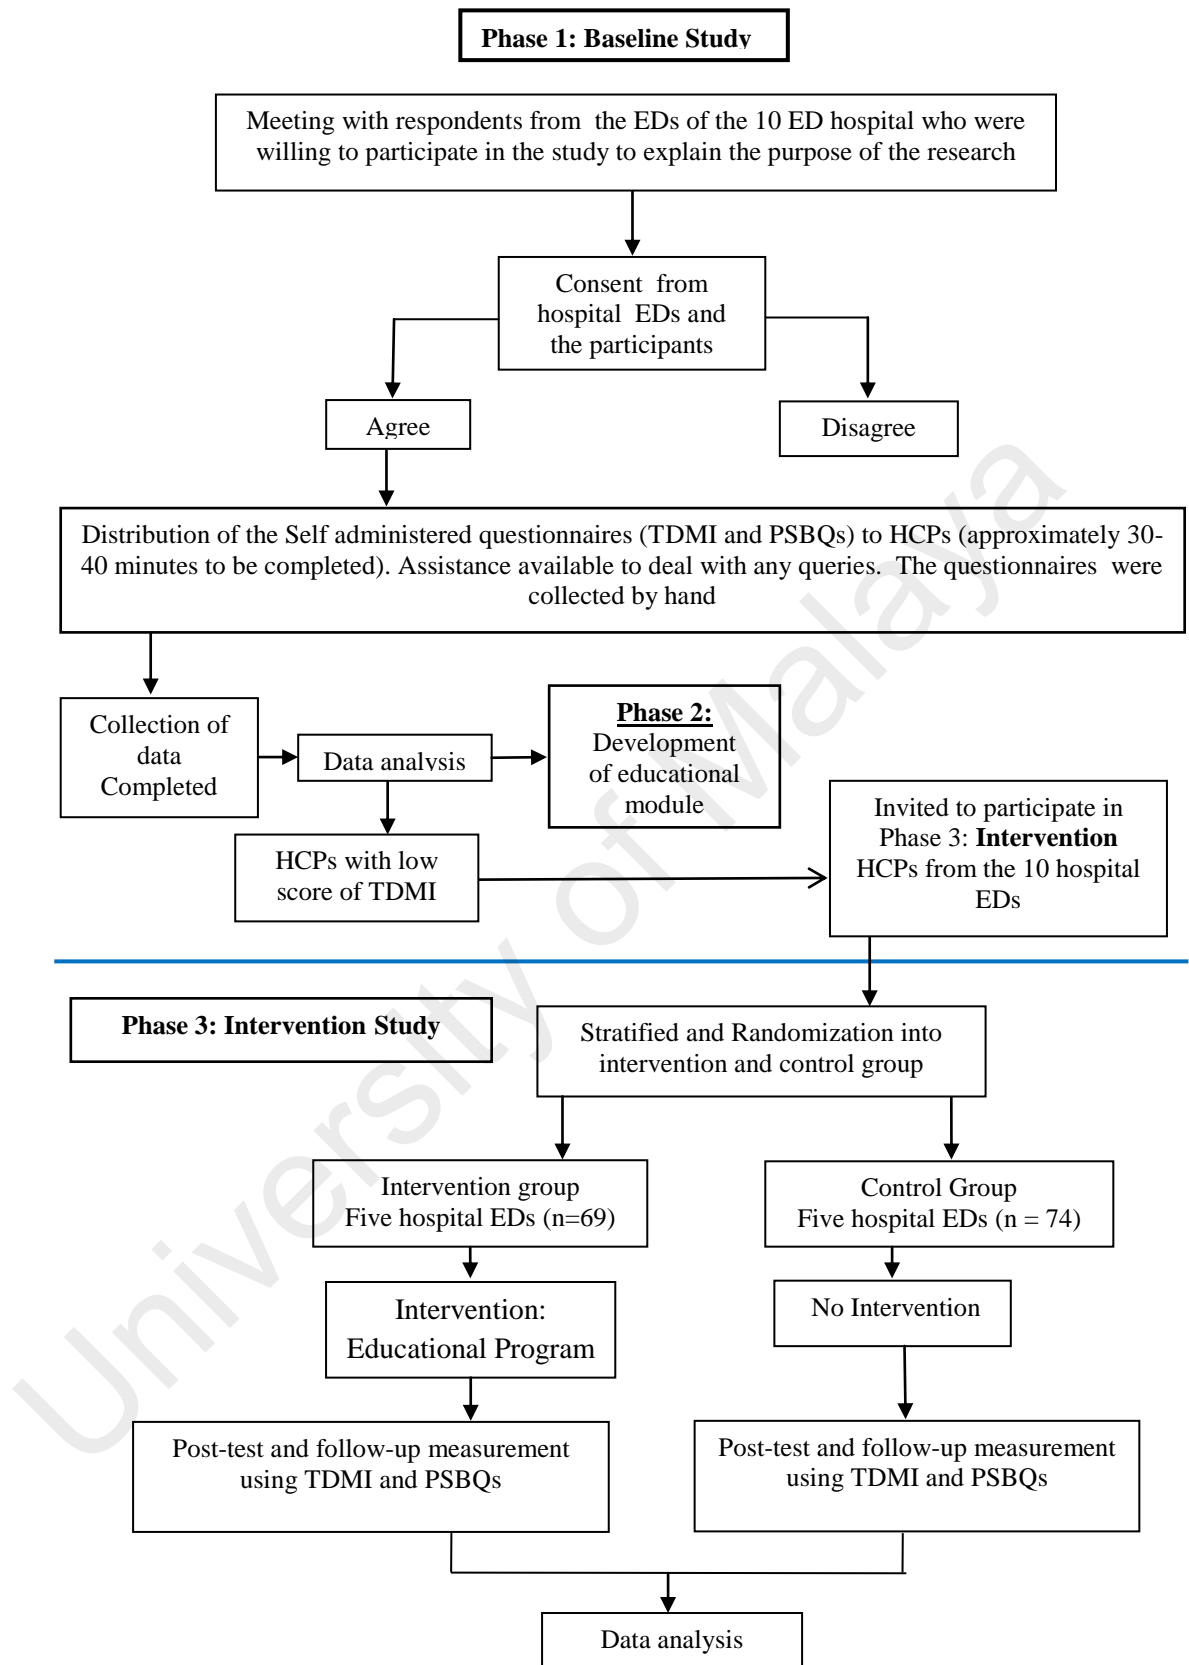 Phase 1: Baseline Study
Meeting with respondents from the EDs of the 10 ED hospital who were
willing to participate in the study to explain the purpose of the research
Consent from
hospital EDs and
the participants
Agree
Disagree
Distribution of the Self administered questionnaires (TDMI and PSBQs) to HCPs (approximately 30-
40 minutes to be completed). Assistance available to deal with any queries. The questionnaires were
collected by hand
Collection of
data
Completed
Data analysis
Phase 2:
Development
of educational
module
HCPs with low
score of TDMI
Invited to participate in
Phase 3: Intervention
HCPs from the 10 hospital
EDs
Phase 3: Intervention Study
Stratified and Randomization into
intervention and control group
Intervention group
Five hospital EDs (n=69)
Control Group
Five hospital EDs (n = 74)
Intervention:
Educational Program
No Intervention
Post-test and follow-up measurement
using TDMI and PSBQs
Post-test and follow-up measurement
using TDMI and PSBQs
Data analysis
University of Malaya